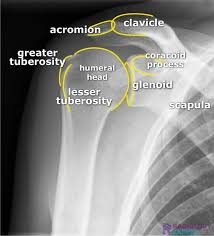 clavicle
acromion
greater
tuberosity
coracoid
process
humeral
head
glenoid
lesser
tuberosity
scapula